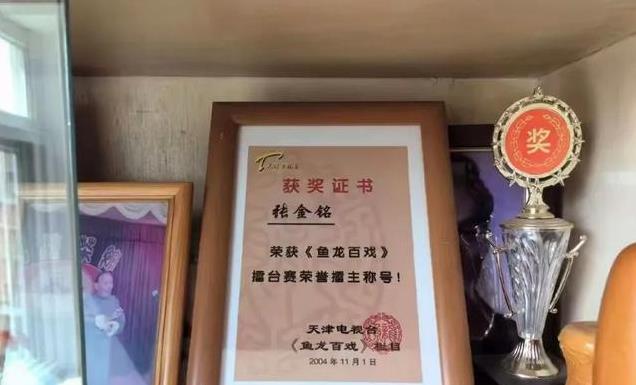 获奖证书
张金铭
荣获《鱼龙百戏》
擂台赛荣誉擂主称号！
天津电视台
《鱼龙百戏》栏目
2004年11月1日
奖